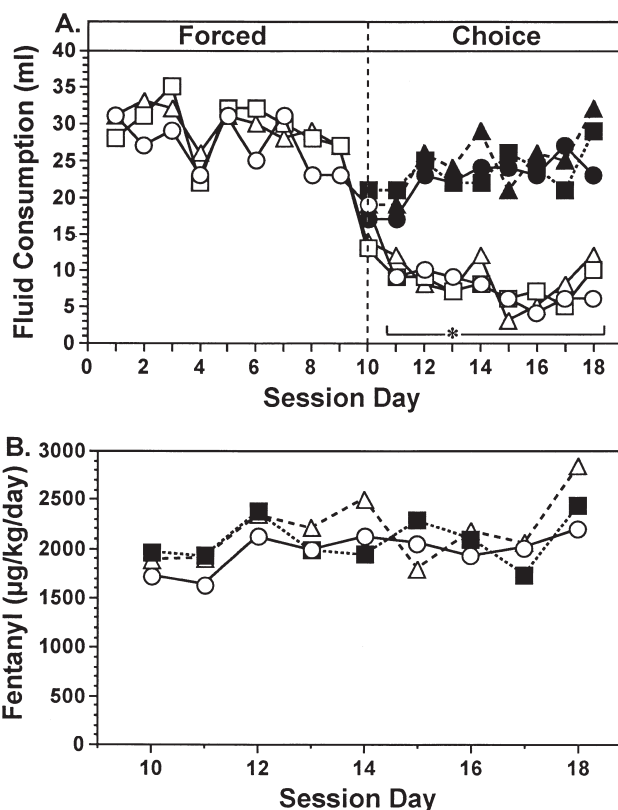 A.
Forced Choice
Fluid Consumption (ml)
40
35
30
25
20
15
10
5
0
*
0 2 4 6 8 10 12 14 16 18
Session Day
B.
Fentanyl (µg/kg/day)
3000
2500
2000
1500
1000
500
0
10 12 14 16 18
Session Day